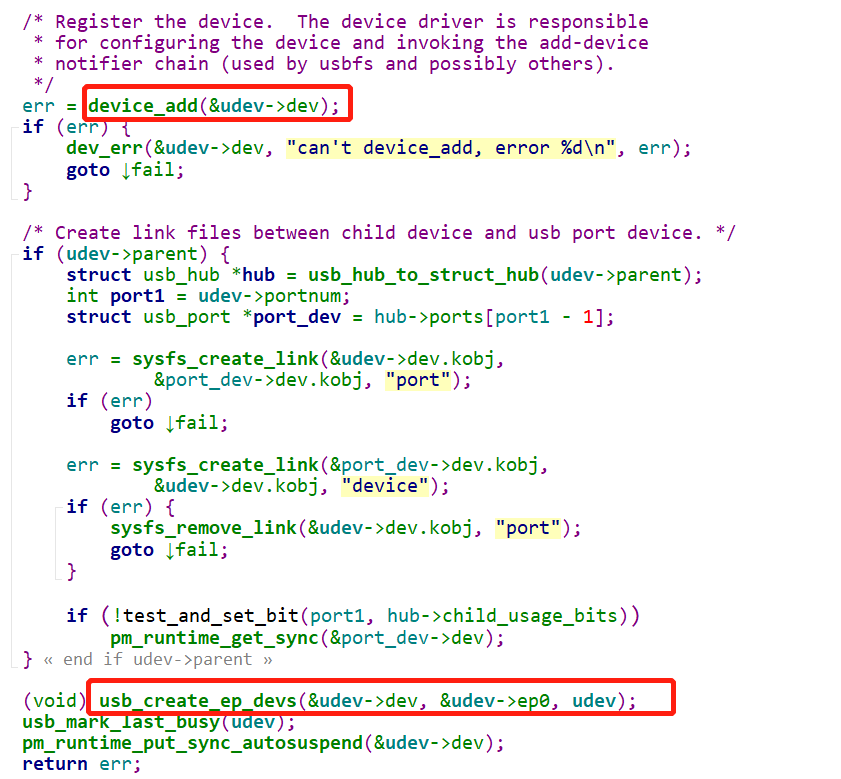 /* Register the device.  The device driver is responsible
 * for configuring the device and invoking the add-device
 * notifier chain (used by usbfs and possibly others).
 */
err = device_add(&udev->dev);
if (err) {
    dev_err(&udev->dev, "can't device_add, error %d\n", err);
    goto ↓fail;
}
/* Create link files between child device and usb port device. */
if (udev->parent) {
    struct usb_hub *hub = usb_hub_to_struct_hub(udev->parent);
    int port1 = udev->portnum;
    struct usb_port *port_dev = hub->ports[port1 - 1];
    err = sysfs_create_link(&udev->dev.kobj,
            &port_dev->dev.kobj, "port");
    if (err)
        goto ↓fail;
    err = sysfs_create_link(&port_dev->dev.kobj,
            &udev->dev.kobj, "device");
    if (err) {
        sysfs_remove_link(&udev->dev.kobj, "port");
        goto ↓fail;
    }
    if (!test_and_set_bit(port1, hub->child_usage_bits))
        pm_runtime_get_sync(&port_dev->dev);
} « end if udev->parent »
(void) usb_create_ep_devs(&udev->dev, &udev->ep0, udev);
usb_mark_last_busy(udev);
pm_runtime_put_sync_autosuspend(&udev->dev);
return err;